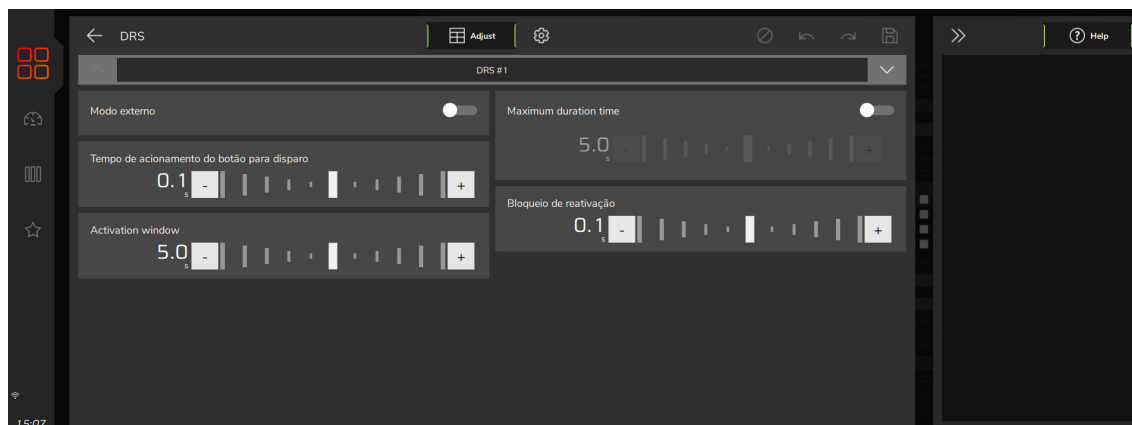 DRS
Adjust
Help
DRS #1
Modo externo
Maximum duration time
5.0
s
-
+
Tempo de acionamento do botão para disparo
0.1
s
-
+
Bloqueio de reativação
0.1
s
-
+
Activation window
5.0
s
-
+
15:07